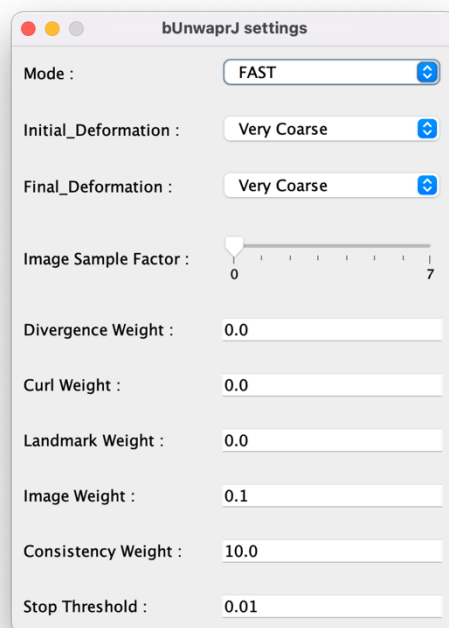 bUnwaprJ settings
Mode : FAST
Initial_Deformation : Very Coarse
Final_Deformation : Very Coarse
Image Sample Factor :
0 7
Divergence Weight : 0.0
Curl Weight : 0.0
Landmark Weight : 0.0
Image Weight : 0.1
Consistency Weight : 10.0
Stop Threshold : 0.01